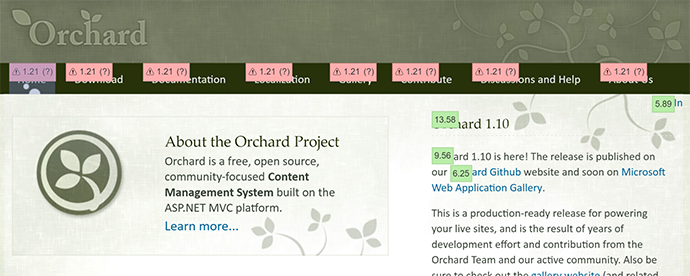 Orchard
1.21 (?) 1.21 (?) 1.21 (?) 1.21 (?) 1.21 (?) 1.21 (?) 1.21 (?) 1.21 (?)
Home Download Documentation Localization Gallery Contribute Discussions and Help About Us
5.89 In
13.58
Orchard 1.10
About the Orchard Project
Orchard is a free, open source,
community-focused Content
Management System built on the
ASP.NET MVC platform.
Learn more...
9.56 ard 1.10 is here! The release is published on
our 6.25 ard Github website and soon on Microsoft
Web Application Gallery.
This is a production-ready release for powering
your live sites, and is the result of years of
development effort and contribution from the
Orchard Team and our active community. Also be
sure to check out the gallery website (and related